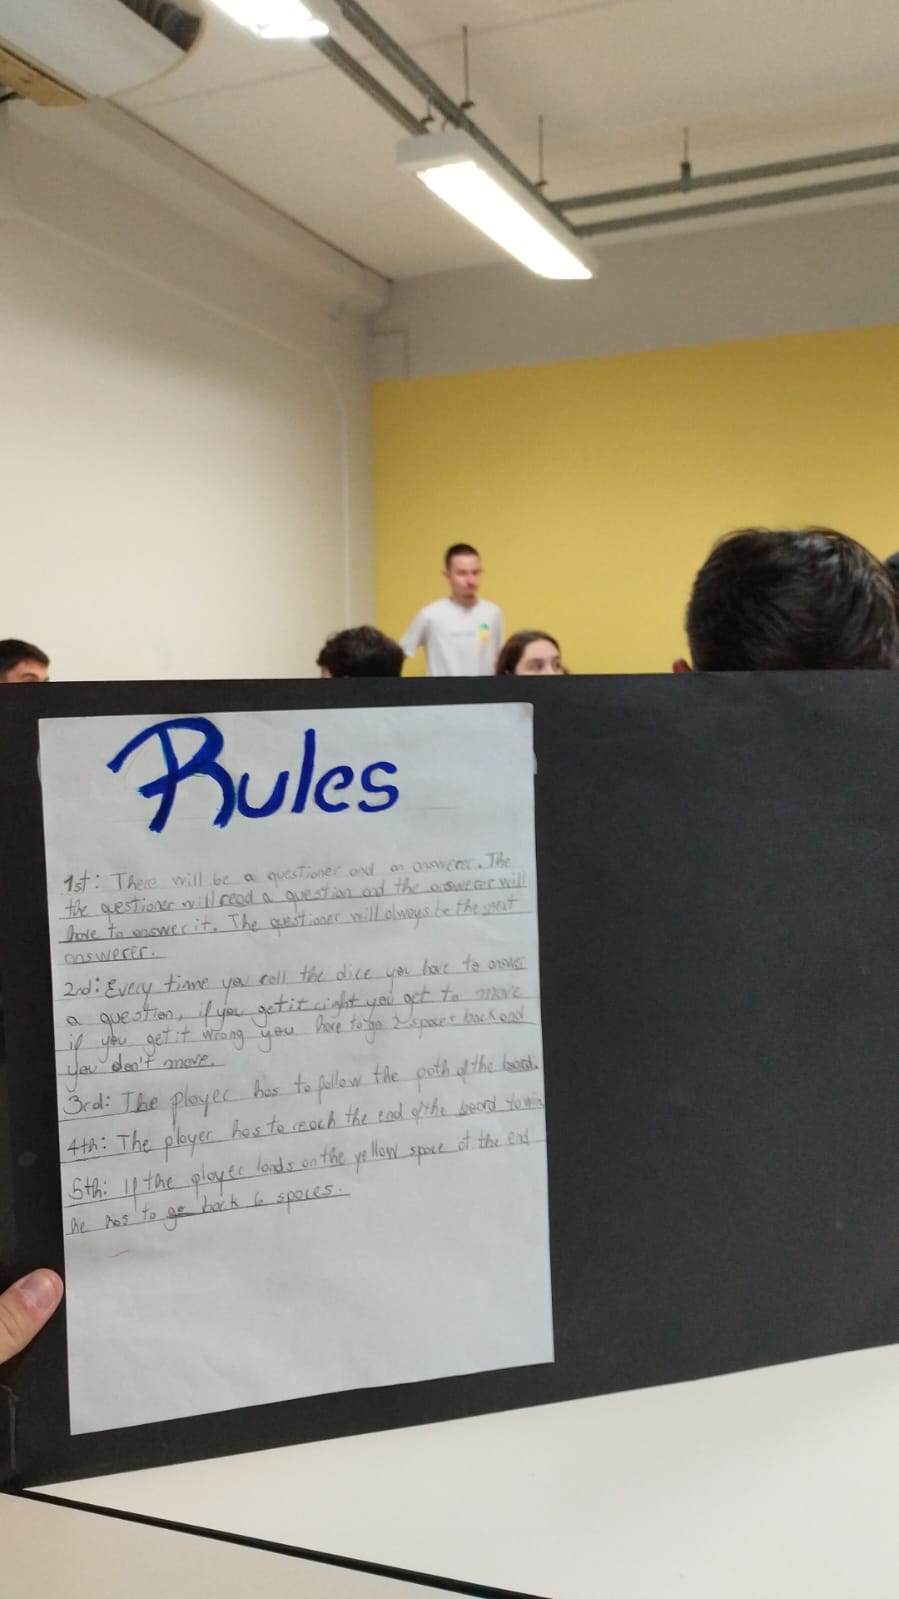 Rules
1st: There will be a questioner and an answerer. The
the questioner will read a question and the answerer will
have to answer it. The questioner will always be the next
answerer.
2nd: Every time you roll the dice you have to answer
a question, if you get it right you get to move
if you get it wrong you have to go 2 spaces back and
you don't move.
3rd: The player has to follow the path of the board.
4th: The player has to reach the end of the board to win
5th: If the player lands on the yellow space at the end
he has to go back 6 spaces.